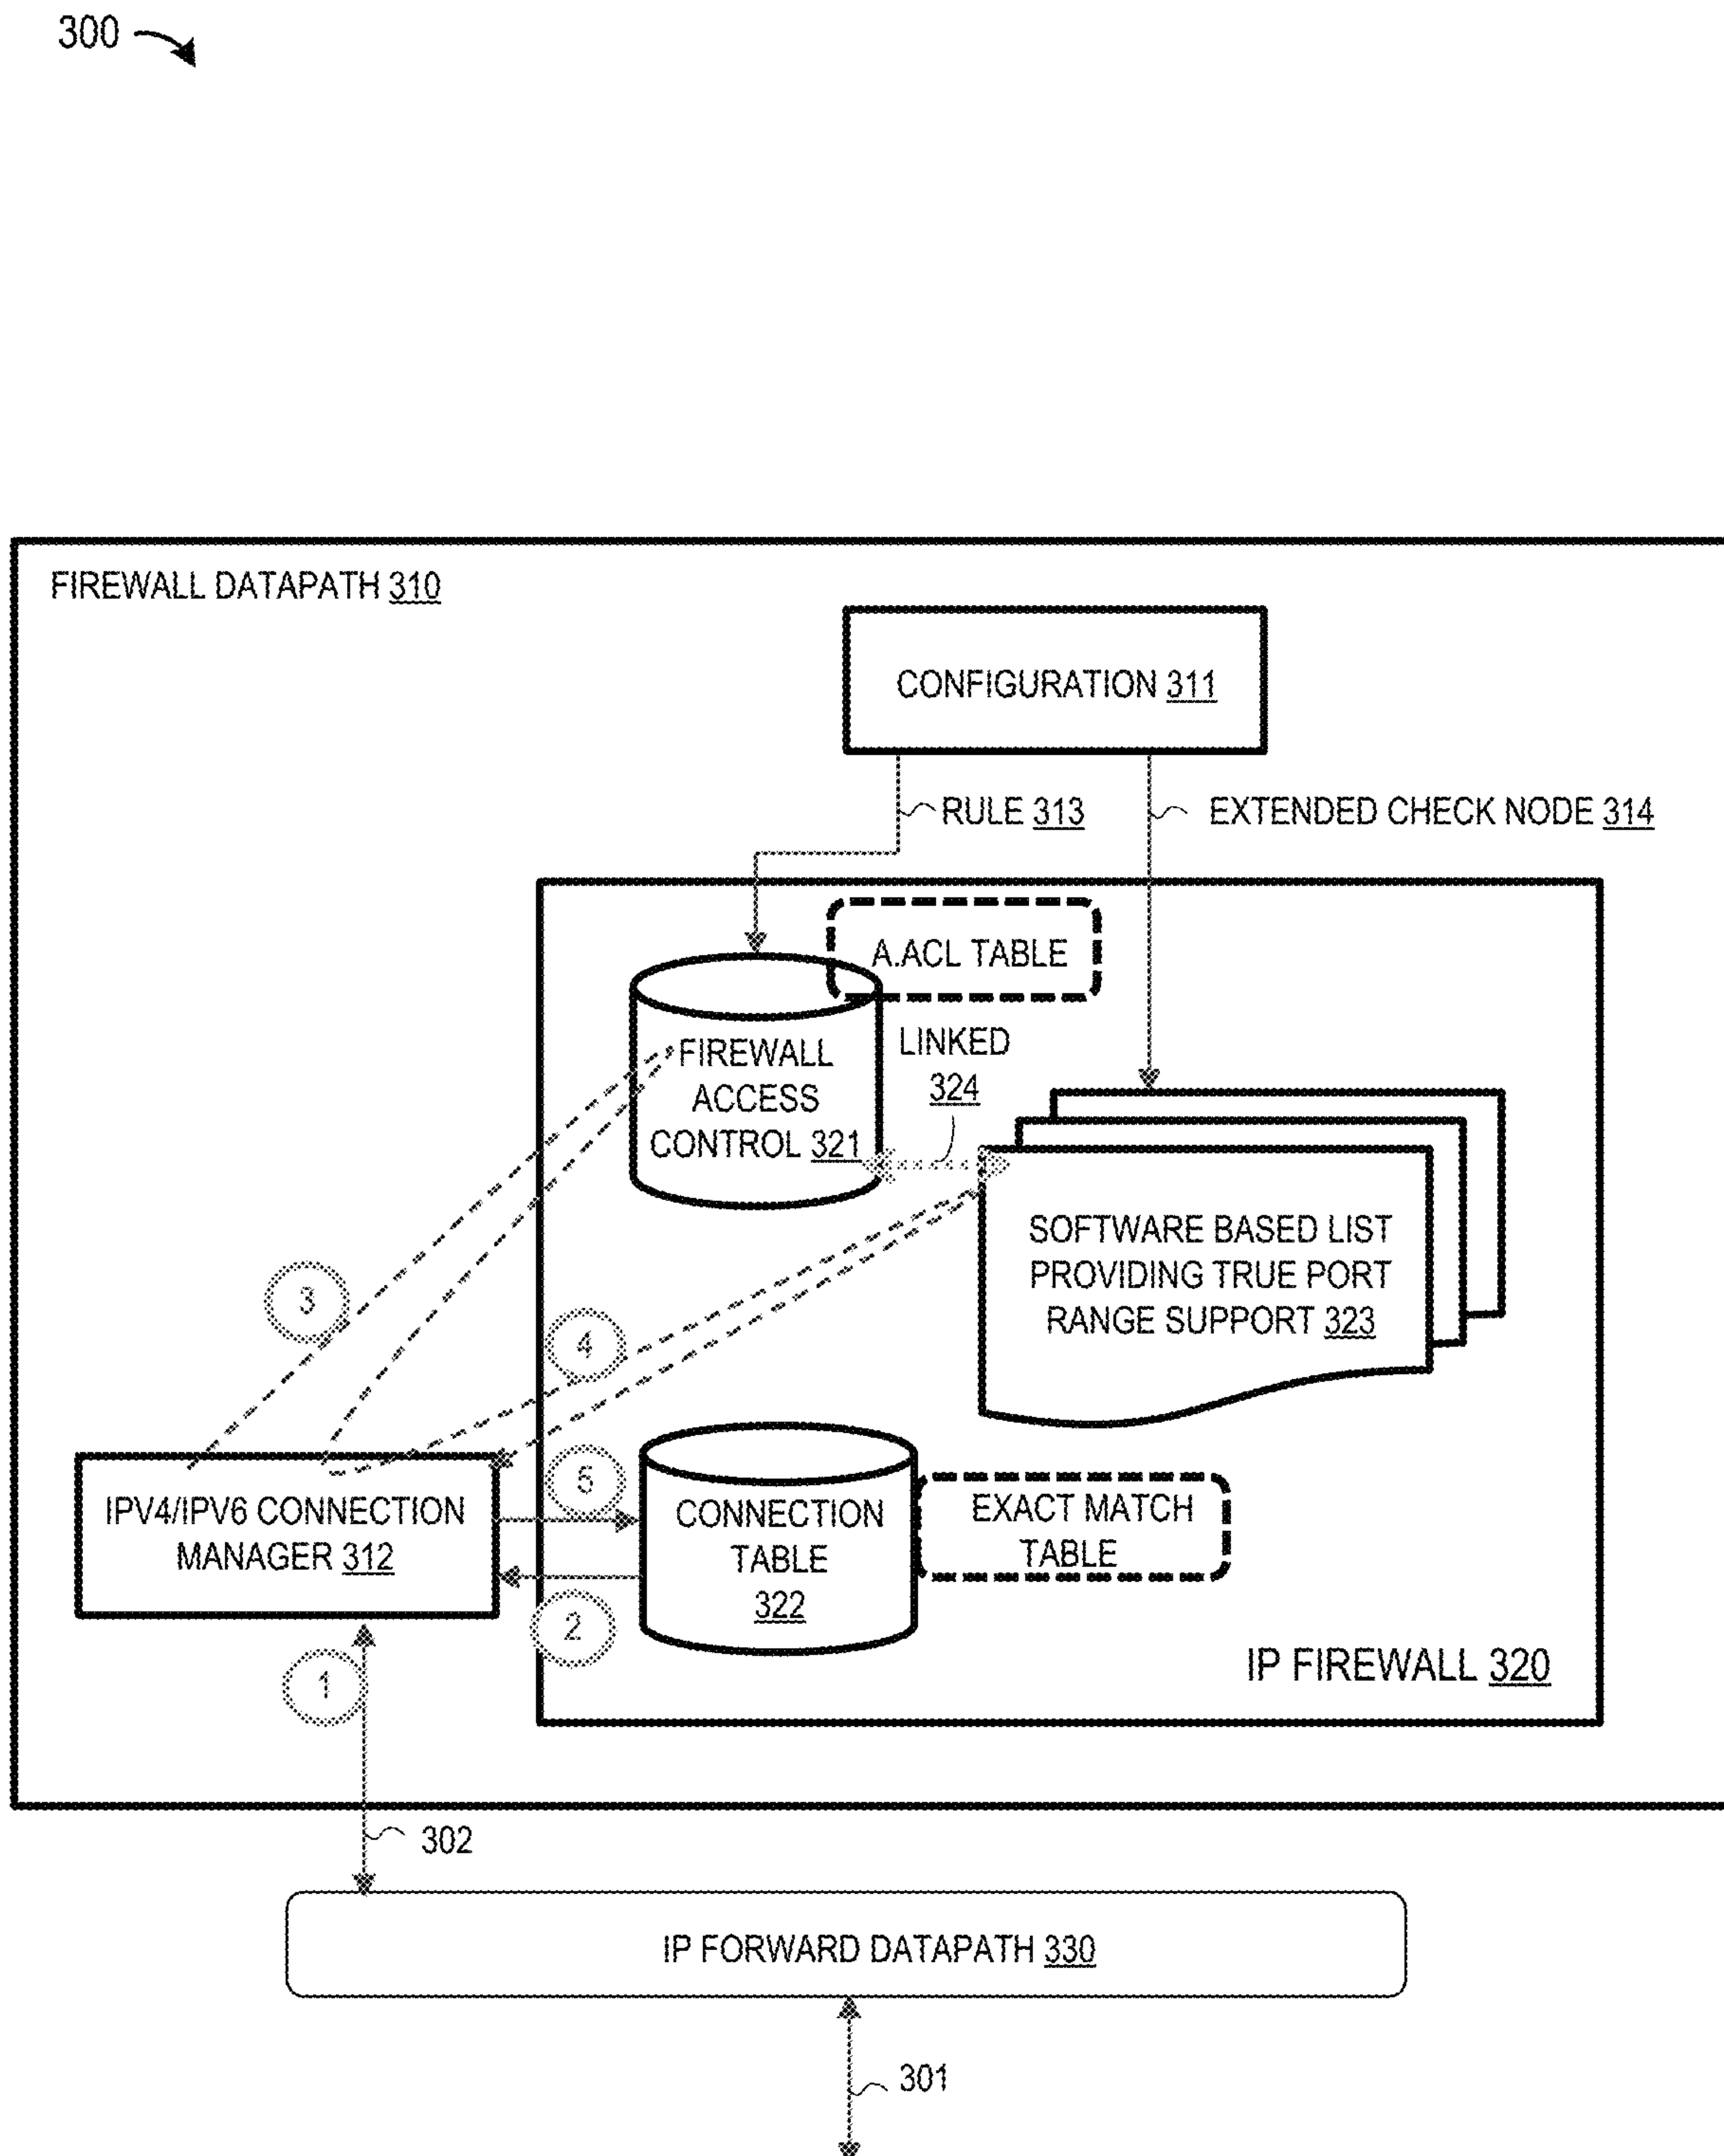 300
FIREWALL DATAPATH 310
CONFIGURATION 311
RULE 313
EXTENDED CHECK NODE 314
A.ACL TABLE
LINKED
324
FIREWALL
ACCESS
CONTROL 321
SOFTWARE BASED LIST
PROVIDING TRUE PORT
RANGE SUPPORT 323
3
4
5
IPV4/IPV6 CONNECTION
MANAGER 312
CONNECTION
TABLE
322
EXACT MATCH
TABLE
2
1
IP FIREWALL 320
302
IP FORWARD DATAPATH 330
301